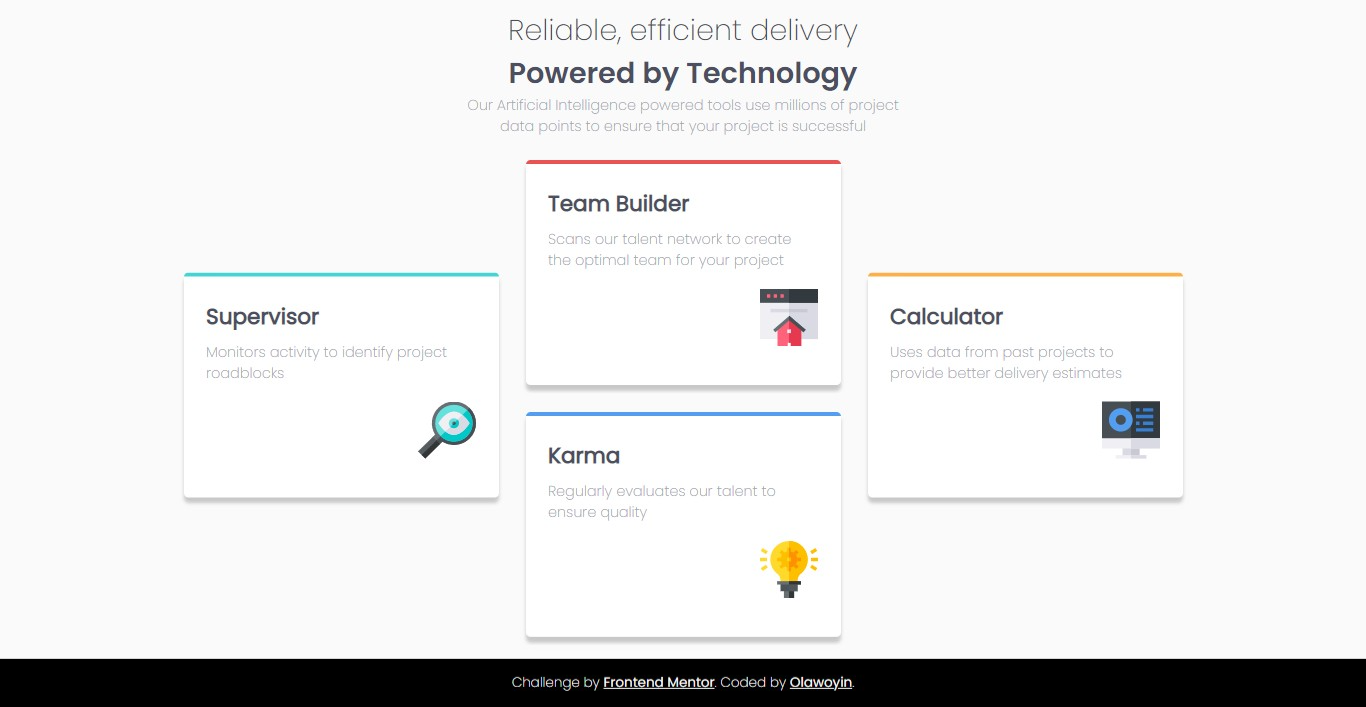 Reliable, efficient delivery
Powered by Technology
Our Artificial Intelligence powered tools use millions of project
data points to ensure that your project is successful
Supervisor
Monitors activity to identify project
roadblocks
Team Builder
Scans our talent network to create
the optimal team for your project
Karma
Regularly evaluates our talent to
ensure quality
Calculator
Uses data from past projects to
provide better delivery estimates
Challenge by Frontend Mentor. Coded by Olawoyin.